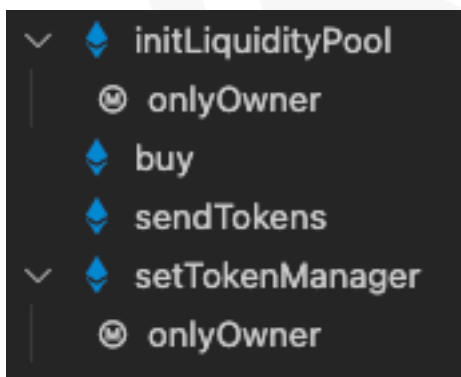 initLiquidityPool
onlyOwner
buy
sendTokens
setTokenManager
onlyOwner